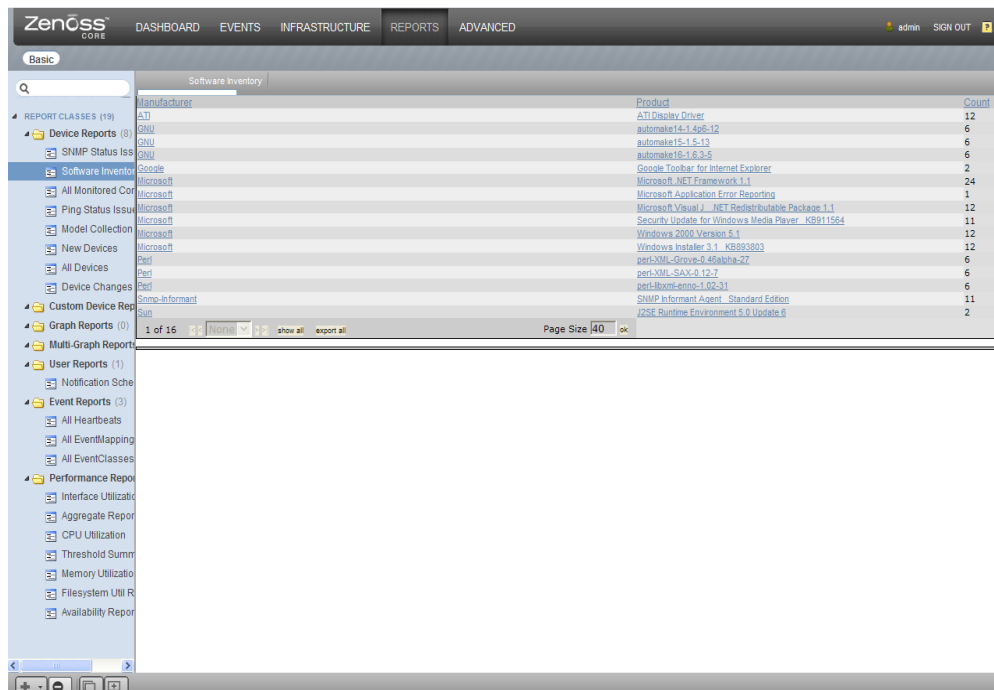 Zenōss CORE
DASHBOARD EVENTS INFRASTRUCTURE REPORTS ADVANCED admin SIGN OUT ?
Basic
Software Inventory
REPORT CLASSES (19)
Device Reports (8)
SNMP Status Iss
Software Invento
All Monitored Cor
Ping Status Issu
Model Collection
New Devices
All Devices
Device Changes
Custom Device Rep
Graph Reports (0)
Multi-Graph Reports
User Reports (1)
Notification Sche
Event Reports (3)
All Heartbeats
All EventMapping
All EventClasses
Performance Repo
Interface Utilizatio
Aggregate Repor
CPU Utilization
Threshold Summ
Memory Utilizatio
Filesystem Util R
Availability Repor
Manufacturer Product Count
ATI ATI Display Driver 12
GNU automake14-1.4p6-12 6
GNU automake15-1.5-13 6
GNU automake16-1.6.3-5 6
Google Google Toolbar for Internet Explorer 2
Microsoft Microsoft .NET Framework 1.1 24
Microsoft Microsoft Application Error Reporting 1
Microsoft Microsoft Visual J_ .NET Redistributable Package 1.1 12
Microsoft Security Update for Windows Media Player _KB911564 11
Microsoft Windows 2000 Version 5.1 12
Microsoft Windows Installer 3.1 _KB893803 12
Perl perl-XML-Grove-0.46alpha-27 6
Perl perl-XML-SAX-0.12-7 6
Perl perl-libxml-enno-1.02-31 6
Snmp-Informant SNMP Informant Agent _Standard Edition 11
Sun J2SE Runtime Environment 5.0 Update 6 2
1 of 16 << None >> show all export all Page Size 40 ok